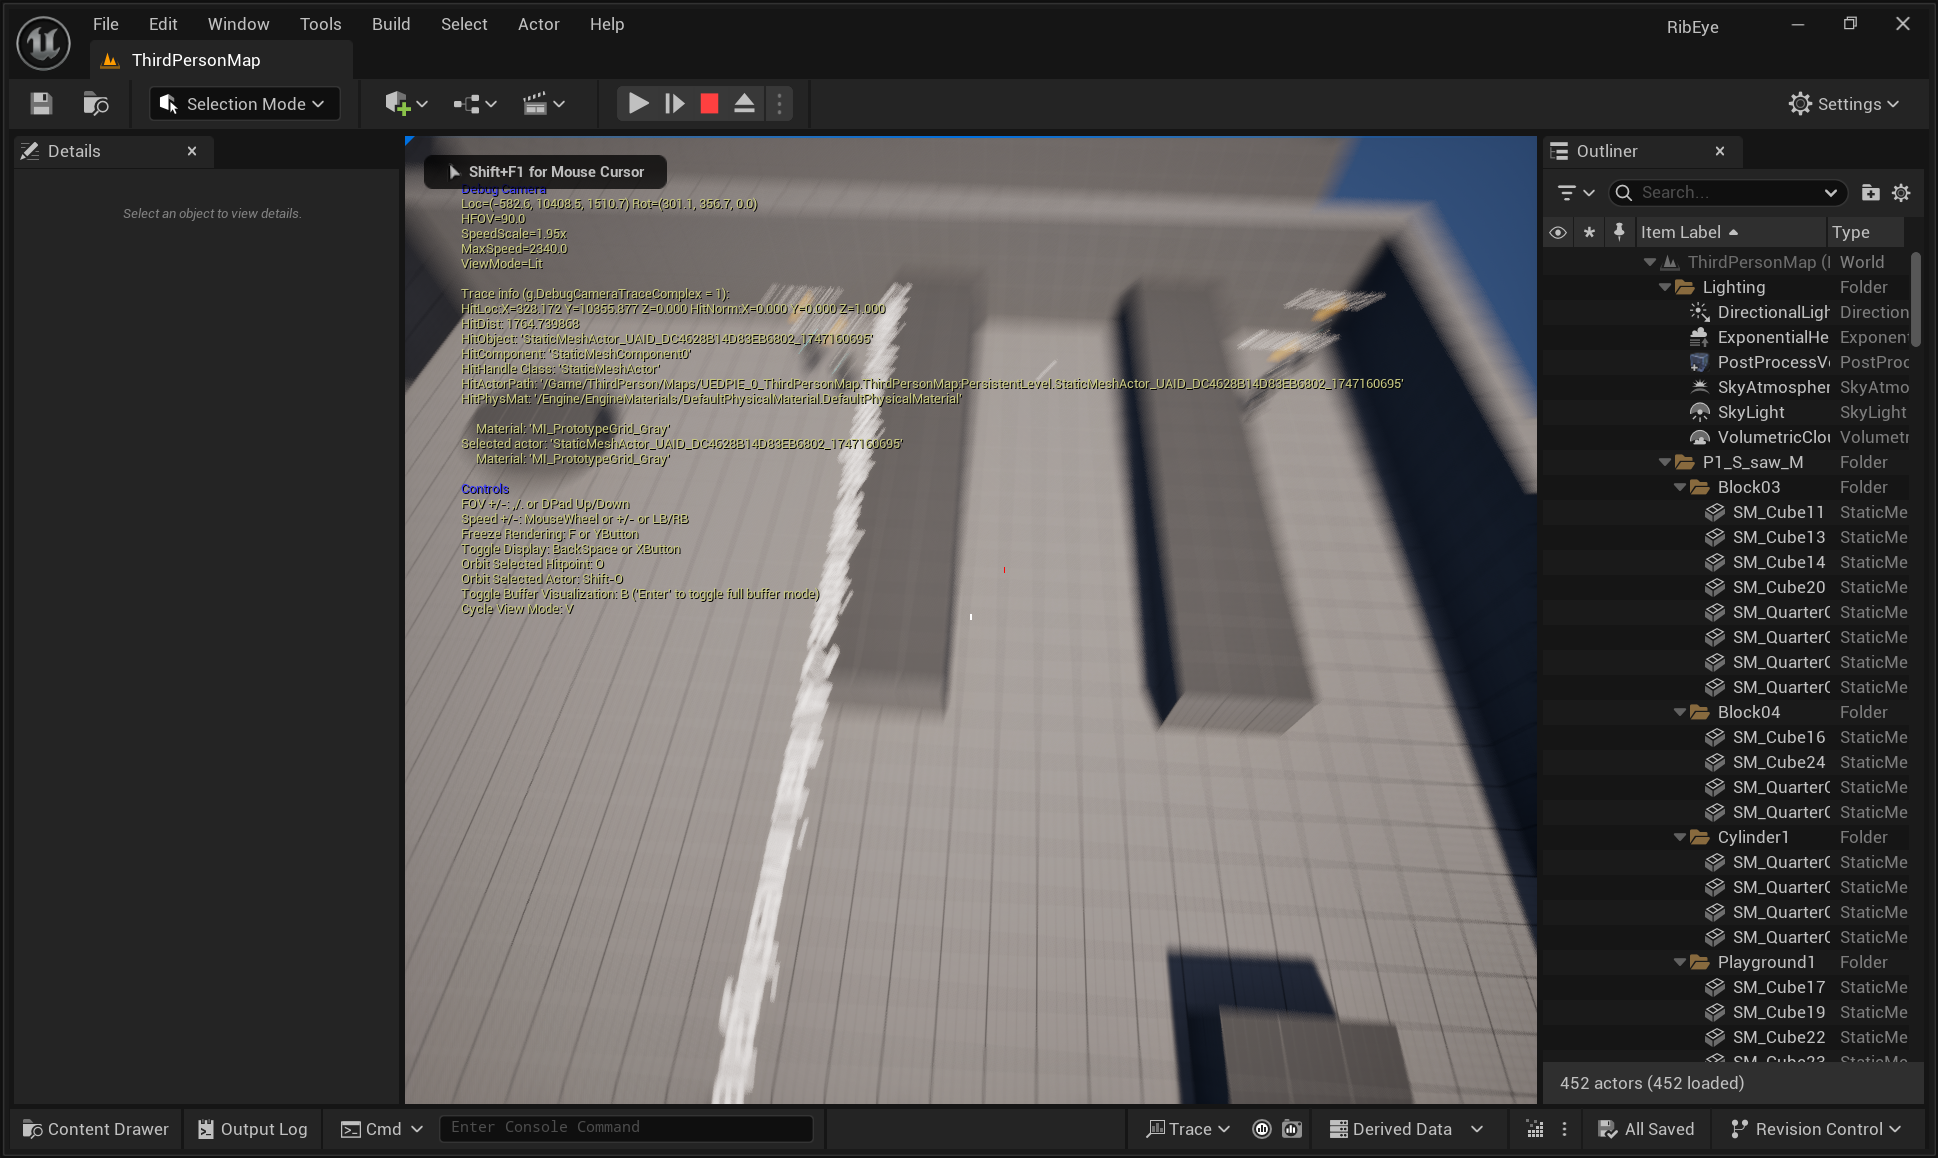 File Edit Window Tools Build Select Actor Help
RibEye
ThirdPersonMap
Selection Mode
Settings
Details
Select an object to view details.
Shift+F1 for Mouse Cursor
Debug Camera
Loc=(-582.6, 10408.5, 1510.7) Rot=(301.1, 356.7, 0.0)
HFOV=90.0
SpeedScale=1.95x
MaxSpeed=2340.0
ViewMode=Lit
Trace info (g.DebugCameraTraceComplex = 1):
HitLoc:X=328.172 Y=10355.877 Z=0.000 HitNorm:X=0.000 Y=0.000 Z=1.000
HitDist: 1764.739868
HitObject: 'StaticMeshActor_UAID_DC4628B14D83EB6802_1747160695'
HitComponent: 'StaticMeshComponent0'
HitHandle Class: 'StaticMeshActor'
HitActorPath: '/Game/ThirdPerson/Maps/UEDPIE_0_ThirdPersonMap.ThirdPersonMap:PersistentLevel.StaticMeshActor_UAID_DC4628B14D83EB6802_1747160695'
HitPhysMat: '/Engine/EngineMaterials/DefaultPhysicalMaterial.DefaultPhysicalMaterial'
Material: 'MI_PrototypeGrid_Gray'
Selected actor: 'StaticMeshActor_UAID_DC4628B14D83EB6802_1747160695'
Material: 'MI_PrototypeGrid_Gray'
Controls
FOV +/-: ,/. or DPad Up/Down
Speed +/-: MouseWheel or +/- or LB/RB
Freeze Rendering: F or YButton
Toggle Display: BackSpace or XButton
Orbit Selected Hitpoint: O
Orbit Selected Actor: Shift-O
Toggle Buffer Visualization: B ('Enter' to toggle full buffer mode)
Cycle View Mode: V
Outliner
Search...
Item Label Type
ThirdPersonMap (I World
Lighting Folder
DirectionalLigh Direction
ExponentialHe Exponen
PostProcessV PostProc
SkyAtmospher SkyAtmo
SkyLight SkyLight
VolumetricClou Volumetr
P1_S_saw_M Folder
Block03 Folder
SM_Cube11 StaticMe
SM_Cube13 StaticMe
SM_Cube14 StaticMe
SM_Cube20 StaticMe
SM_QuarterC StaticMe
SM_QuarterC StaticMe
SM_QuarterC StaticMe
SM_QuarterC StaticMe
Block04 Folder
SM_Cube16 StaticMe
SM_Cube24 StaticMe
SM_QuarterC StaticMe
SM_QuarterC StaticMe
Cylinder1 Folder
SM_QuarterC StaticMe
SM_QuarterC StaticMe
SM_QuarterC StaticMe
SM_QuarterC StaticMe
Playground1 Folder
SM_Cube17 StaticMe
SM_Cube19 StaticMe
SM_Cube22 StaticMe
SM_Cube23 StaticMe
452 actors (452 loaded)
Content Drawer Output Log Cmd Enter Console Command Trace Derived Data All Saved Revision Control